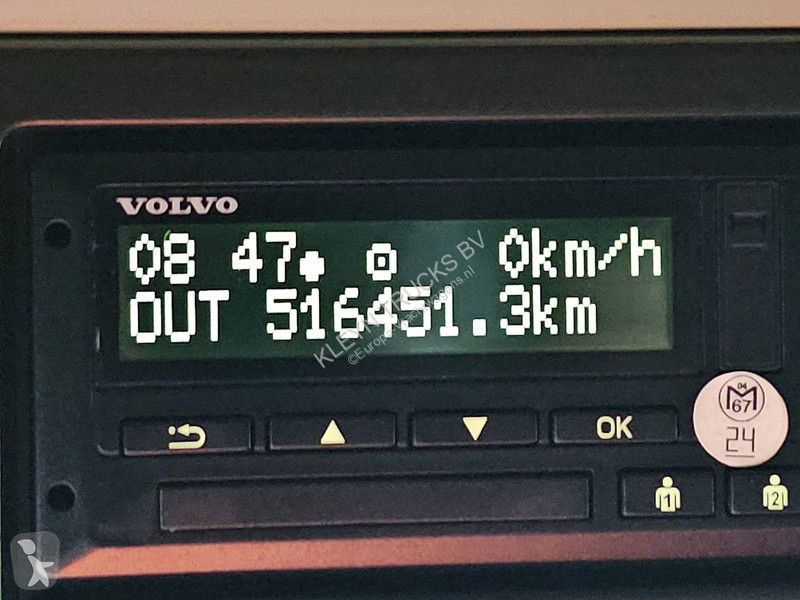 VOLVO
08 47 0km/h
OUT 516451.3km
OK
04
M
67
24
1
2
KLEYN TRUCKS BV